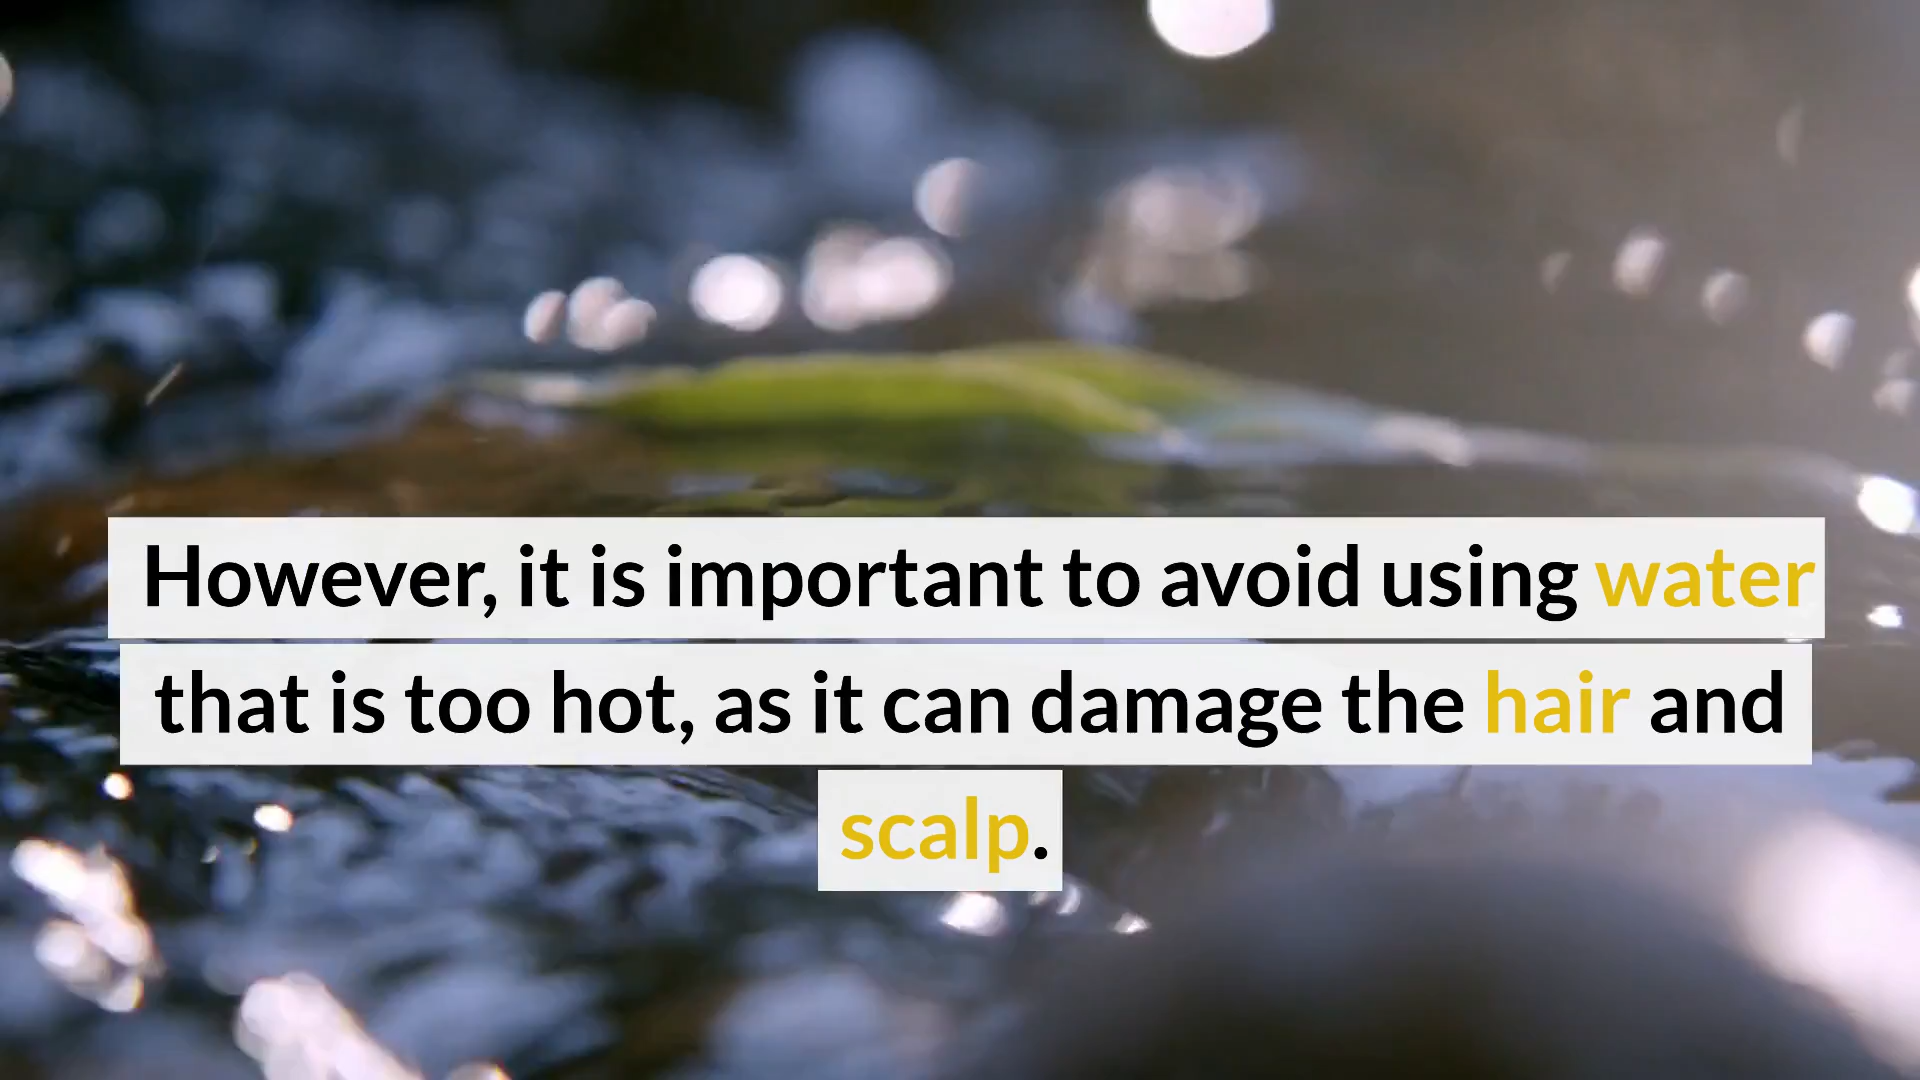 However, it is important to avoid using water
that is too hot, as it can damage the hair and
scalp.